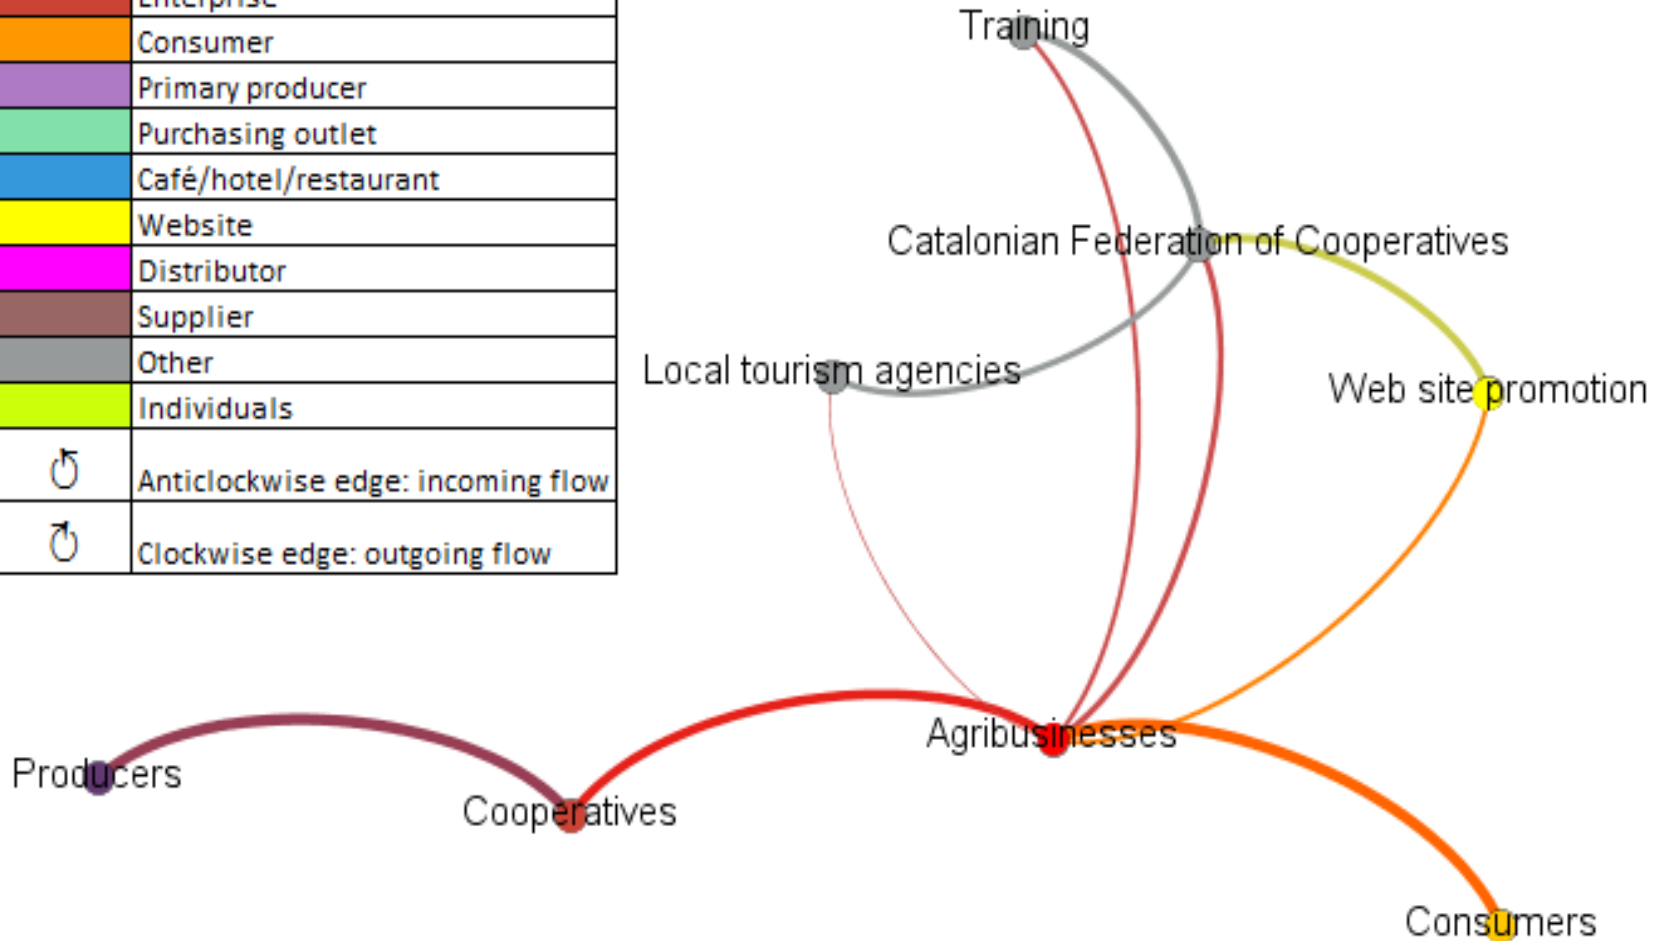 Enterprise
Consumer
Primary producer
Purchasing outlet
Café/hotel/restaurant
Website
Distributor
Supplier
Other
Individuals
Anticlockwise edge: incoming flow
Clockwise edge: outgoing flow
Training
Catalonian Federation of Cooperatives
Local tourism agencies
Web site promotion
Agribusinesses
Producers
Cooperatives
Consumers